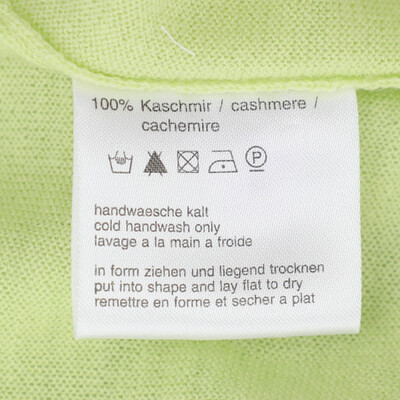 100% Kaschmir / cashmere /
cachemire
P
handwaesche kalt
cold handwash only
lavage a la main a froide
in form ziehen und liegend trocknen
put into shape and lay flat to dry
remettre en forme et secher a plat